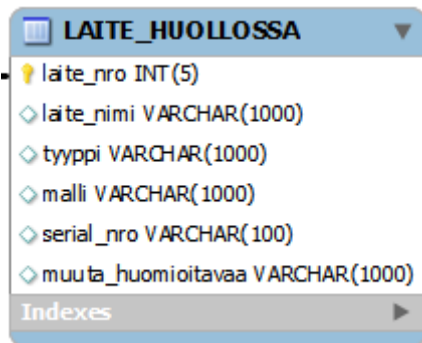 LAITE_HUOLLOSSA
laite_nro INT(5)
laite_nimi VARCHAR(1000)
tyyppi VARCHAR(1000)
malli VARCHAR(1000)
serial_nro VARCHAR(100)
muuta_huomioitavaa VARCHAR(1000)
Indexes